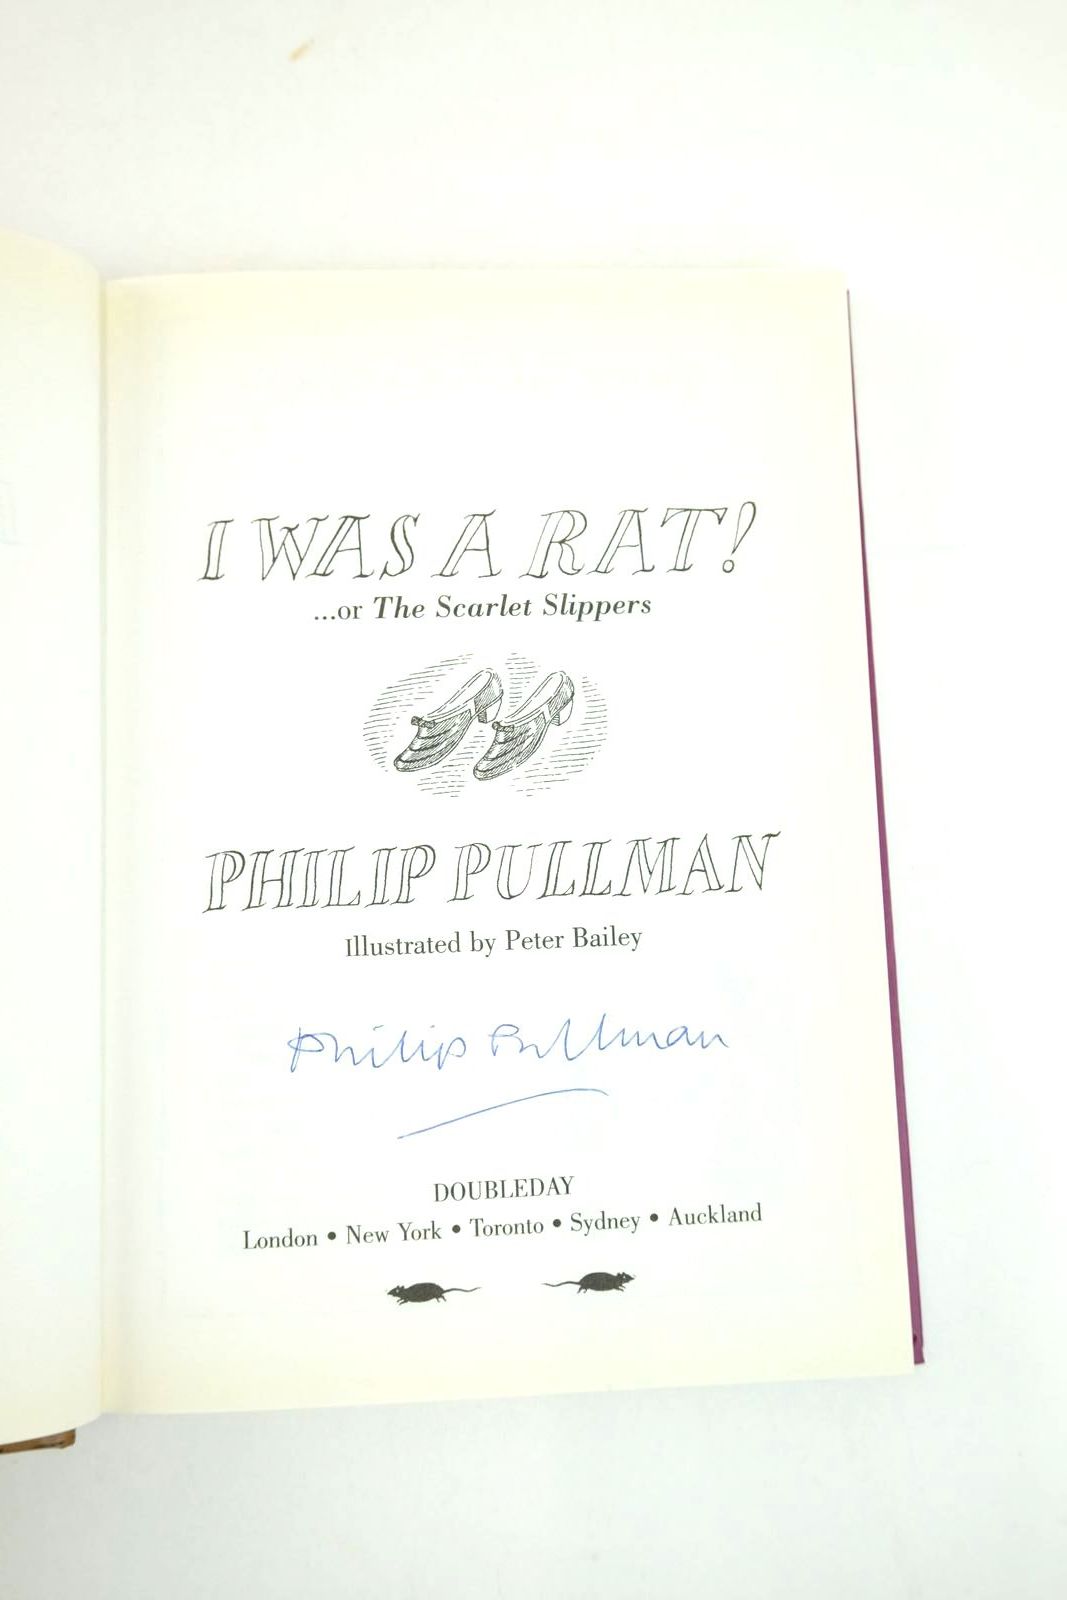 I WAS A RAT!
...or The Scarlet Slippers
PHILIP PULLMAN
Illustrated by Peter Bailey
Philip Pullman
DOUBLEDAY
London • New York • Toronto • Sydney • Auckland